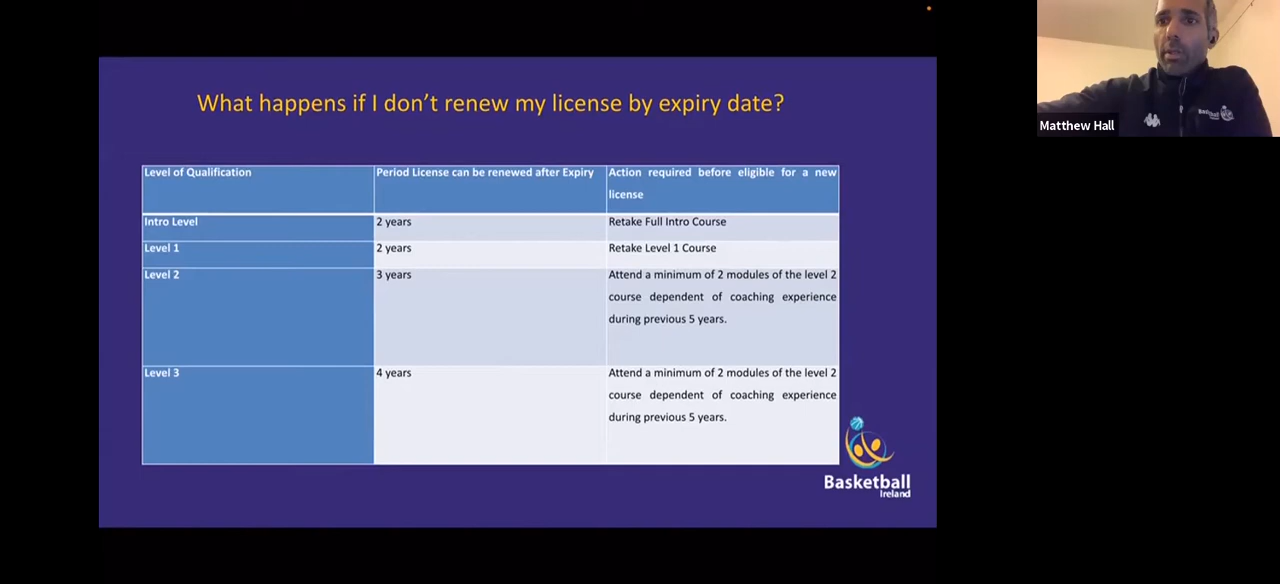 What happens if I don't renew my license by expiry date?
Level of Qualification
Period License can be renewed after Expiry
Action required before eligible for a new
license
Intro Level
2 years
Retake Full Intro Course
Level 1
2 years
Retake Level 1 Course
Level 2
3 years
Attend a minimum of 2 modules of the level 2
course dependent of coaching experience
during previous 5 years.
Level 3
4 years
Attend a minimum of 2 modules of the level 2
course dependent of coaching experience
during previous 5 years.
Basketball
Ireland
Matthew Hall